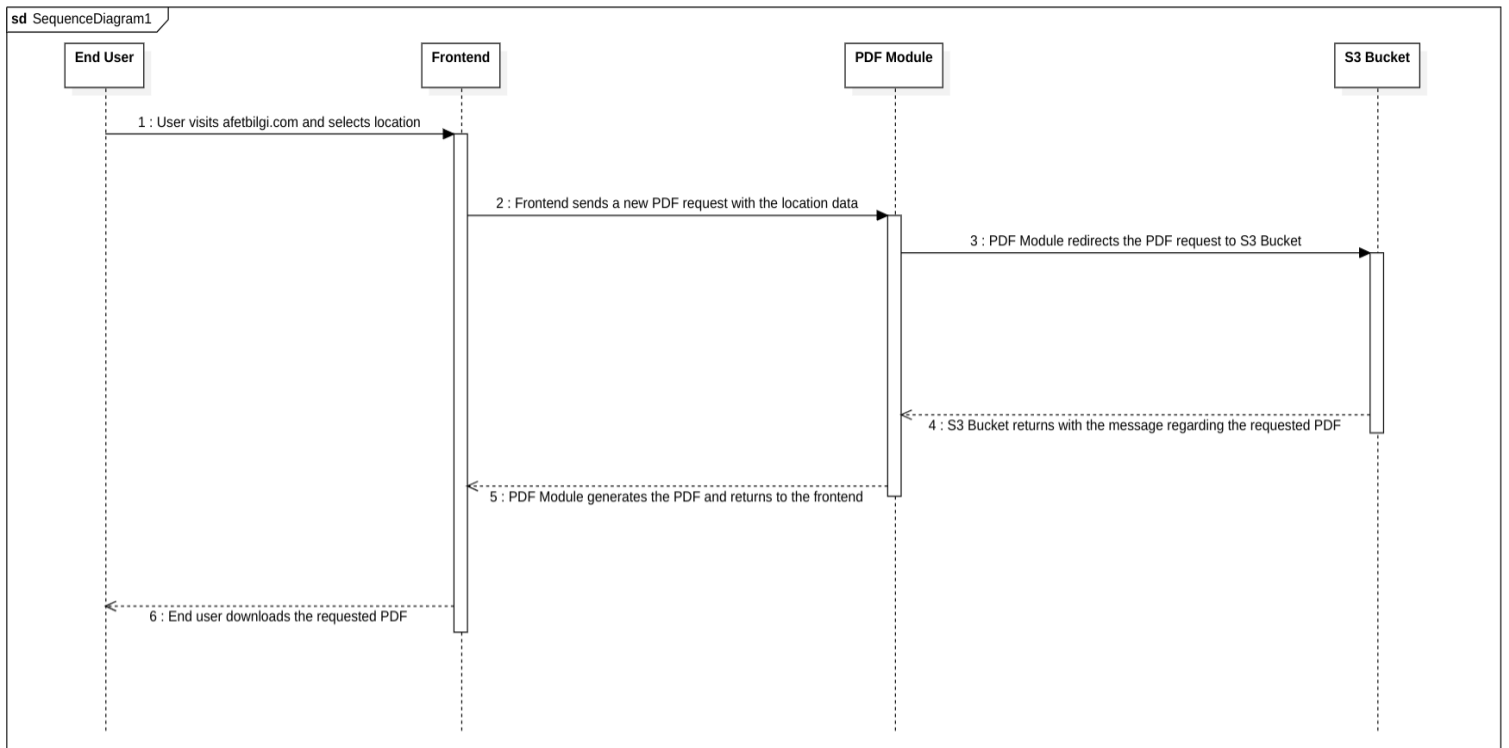 sd SequenceDiagram1
End User
Frontend
PDF Module
S3 Bucket
1 : User visits afetbilgi.com and selects location
2 : Frontend sends a new PDF request with the location data
3 : PDF Module redirects the PDF request to S3 Bucket
4 : S3 Bucket returns with the message regarding the requested PDF
5 : PDF Module generates the PDF and returns to the frontend
6 : End user downloads the requested PDF